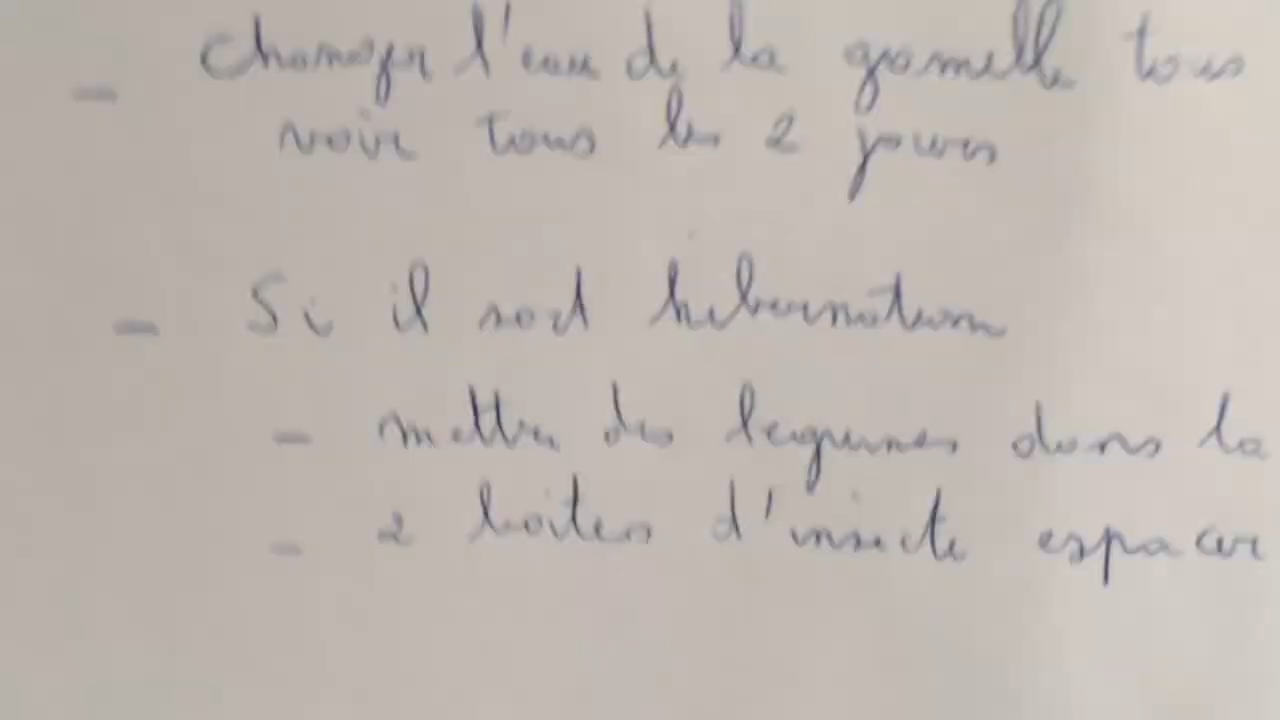 - Changer l'eau de la gamelle tous
voir tous les 2 jours
- Si il sort hibernation
- mettre des legumes dans la
- 2 boites d'insecte espacer